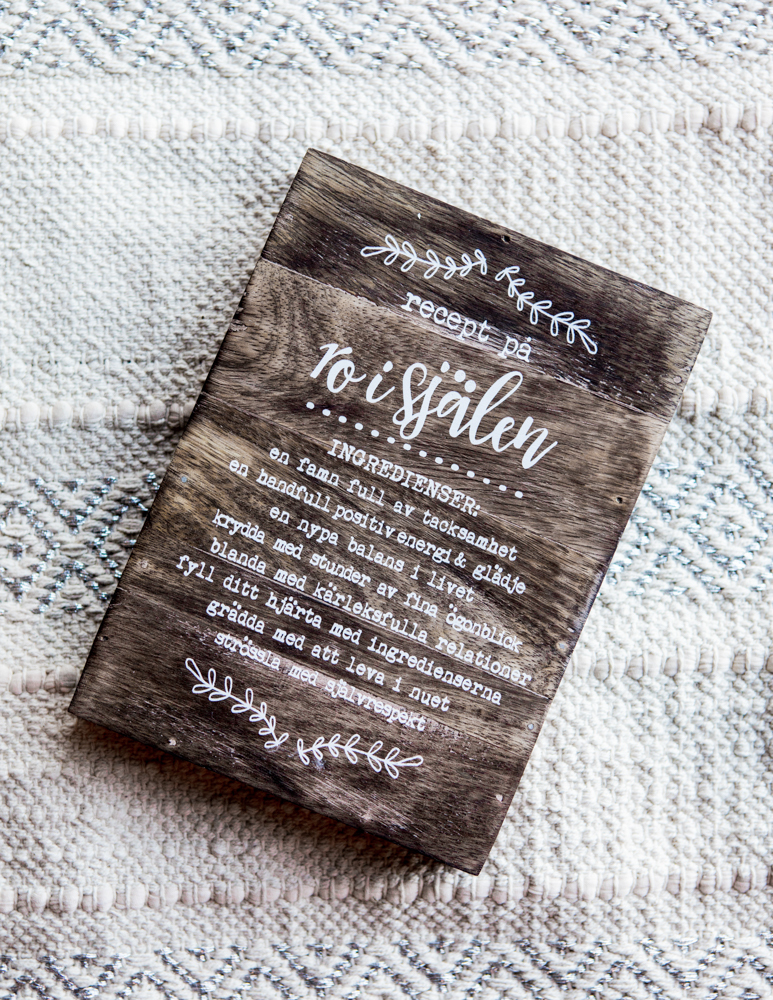 recept på
ro i själen
INGREDIENSER:
en famn full av tacksamhet
en handfull positiv energi & glädje
en nypa balans i livet
krydda med stunder av fina ögonblick
blanda med kärleksfulla relationer
fyll ditt hjärta med ingredienserna
grädda med att leva i nuet
strössla med självrespekt